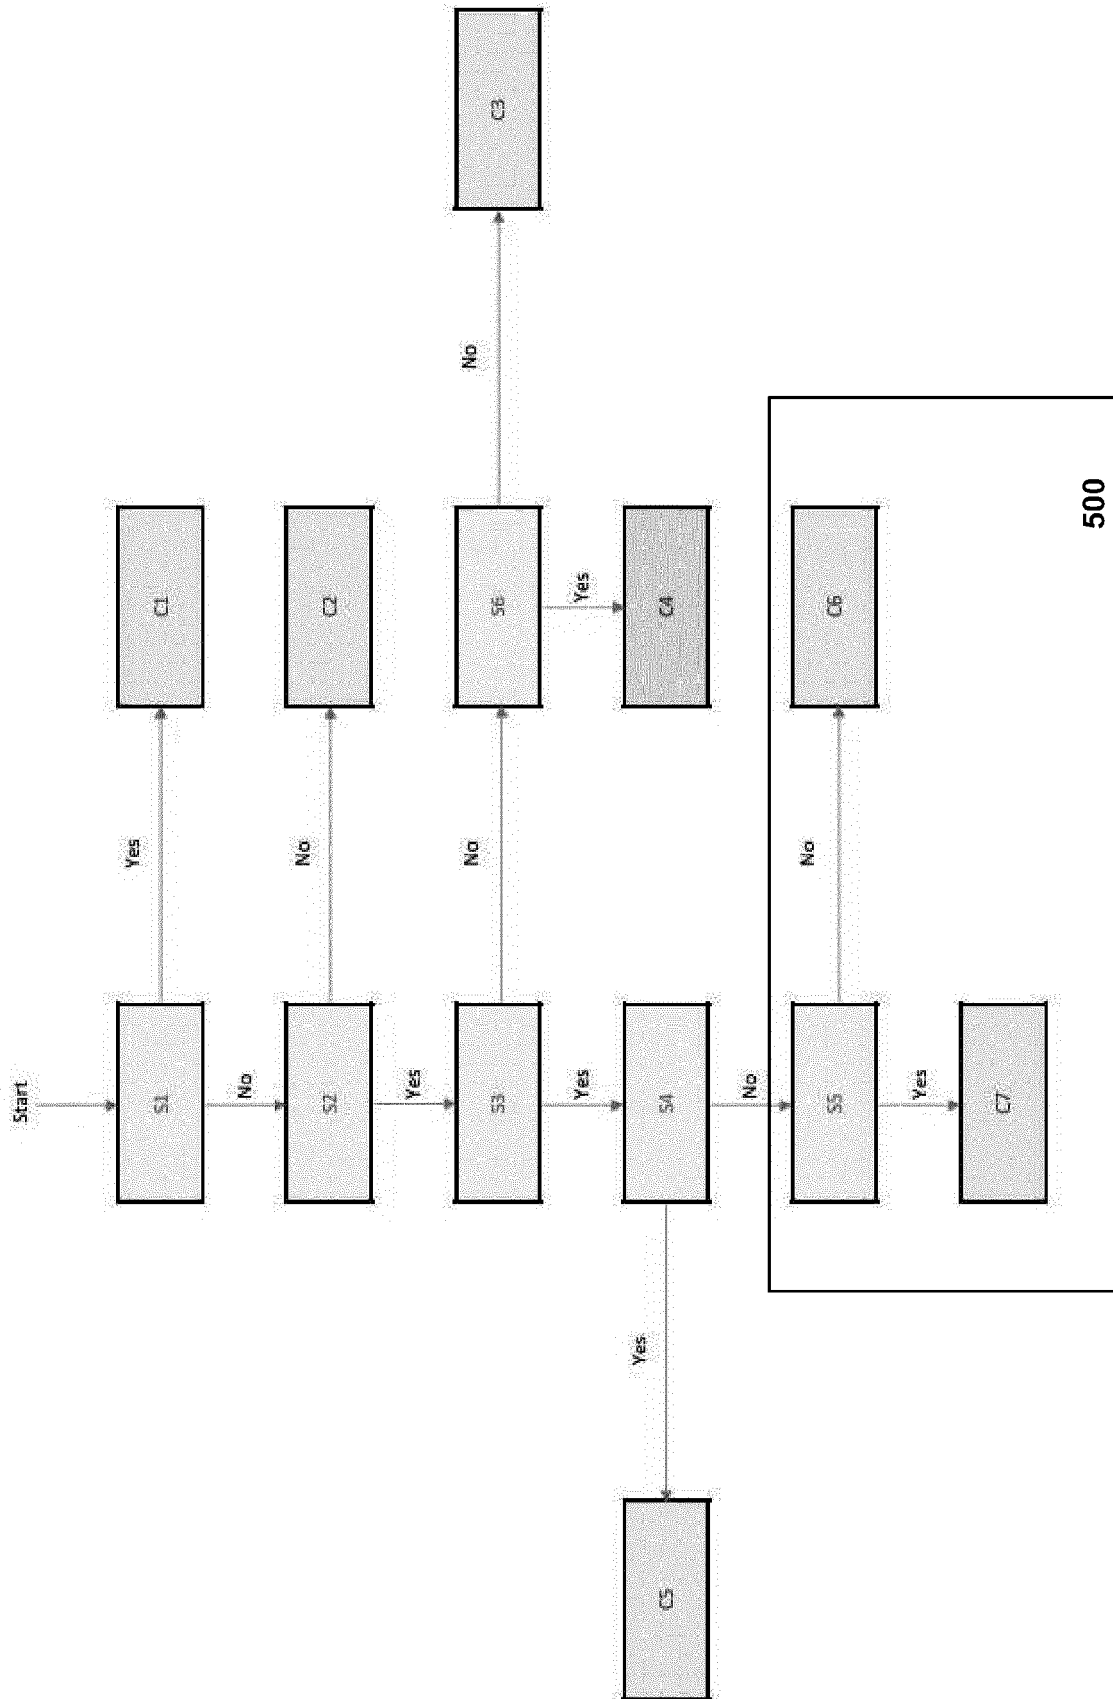 Start
S1
Yes
C1
No
S2
No
C2
Yes
S3
No
S6
No
C3
Yes
Yes
C4
S4
Yes
C5
No
S5
No
C6
Yes
C7
500